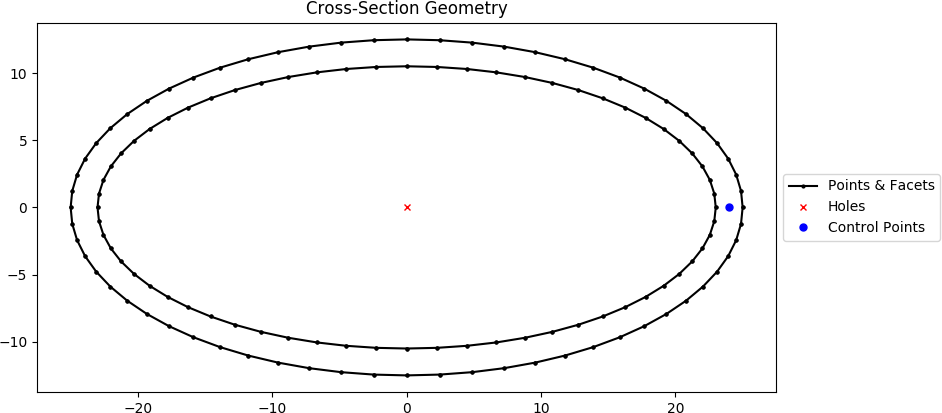 Cross-Section Geometry
10
5
0
−5
−10
−20 −10 0 10 20
Points & Facets
Holes
Control Points